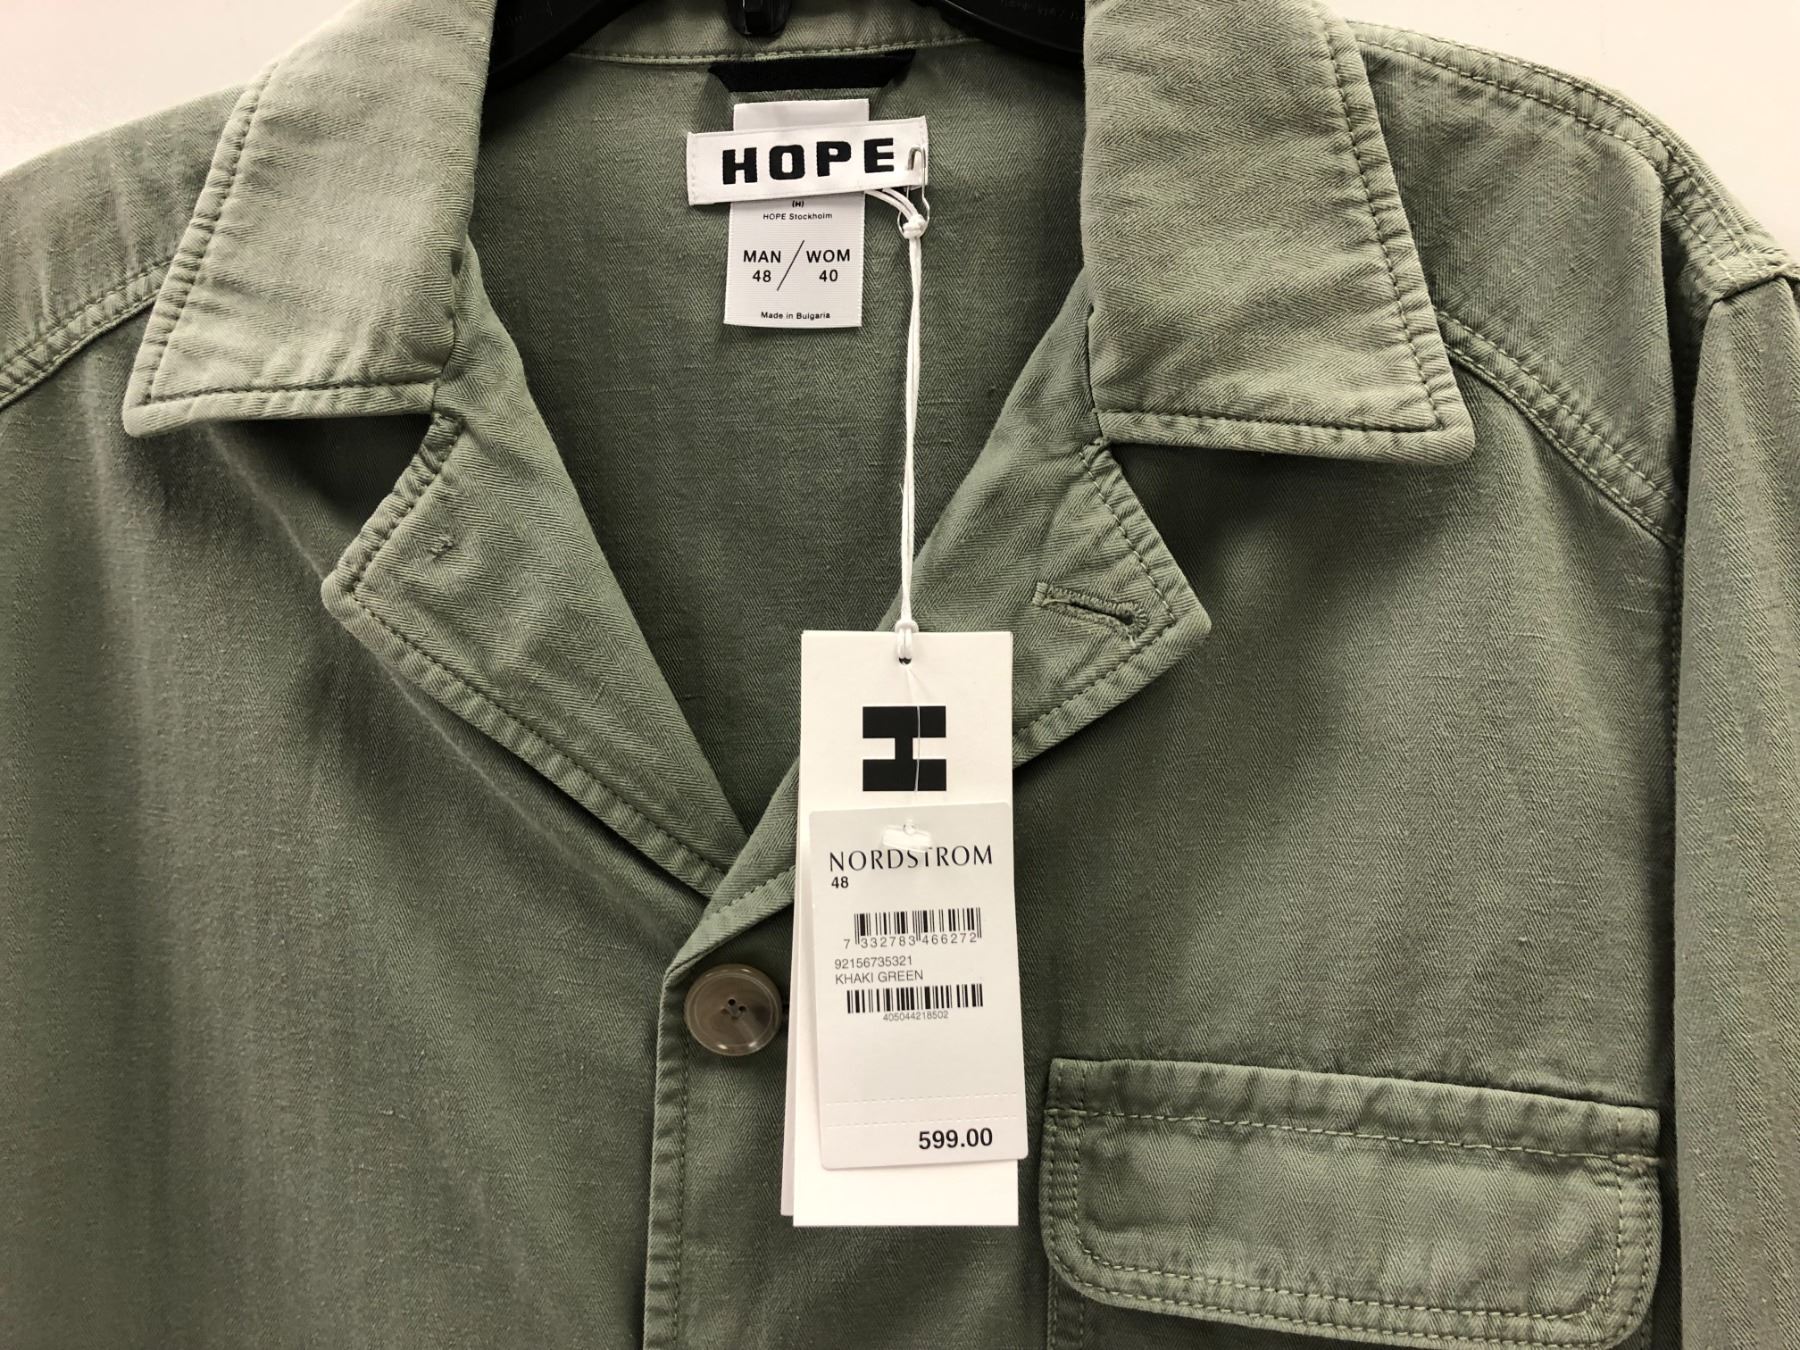 HOPE
(H)
HOPE Stockholm
MAN / WOM
48 / 40
Made in Bulgaria
H
NORDSTROM
48
7 332783 466272
92156735321
KHAKI GREEN
405044218502
599.00